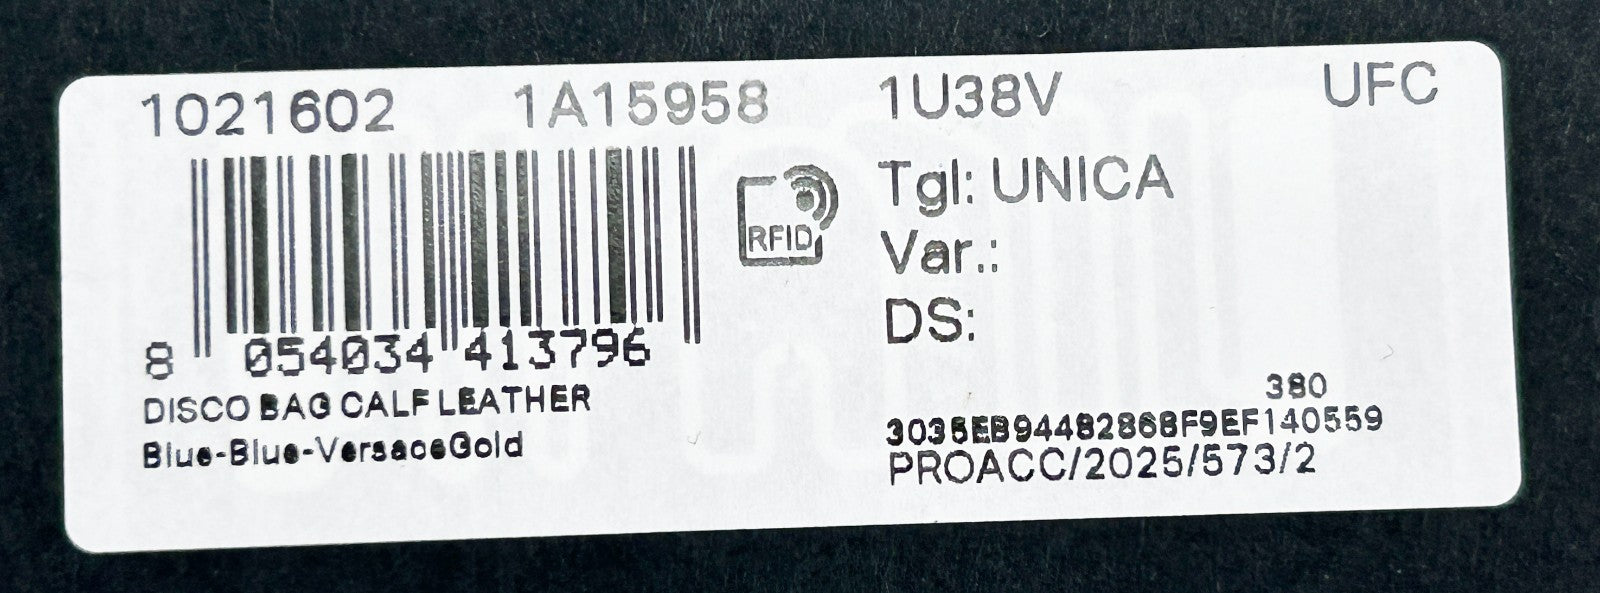 1021602 1A15958 1U38V UFC
RFID
Tgl: UNICA
Var.:
DS:
8 054034 413796
DISCO BAG CALF LEATHER
Blue-Blue-VersaceGold
380
3035EB94482868F9EF140559
PROACC/2025/573/2